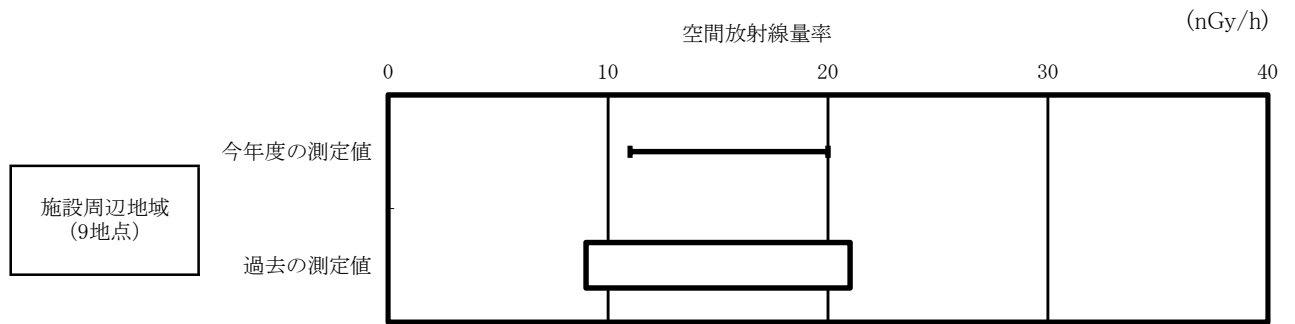 (nGy/h)
空間放射線量率
0 10 20 30 40
今年度の測定値
施設周辺地域
(9地点)
過去の測定値